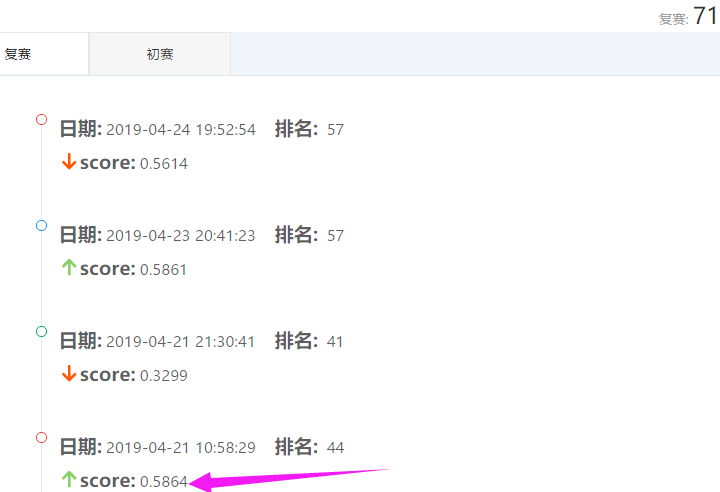 复赛: 71
复赛 初赛
日期: 2019-04-24 19:52:54 排名: 57
score: 0.5614
日期: 2019-04-23 20:41:23 排名: 57
score: 0.5861
日期: 2019-04-21 21:30:41 排名: 41
score: 0.3299
日期: 2019-04-21 10:58:29 排名: 44
score: 0.5864